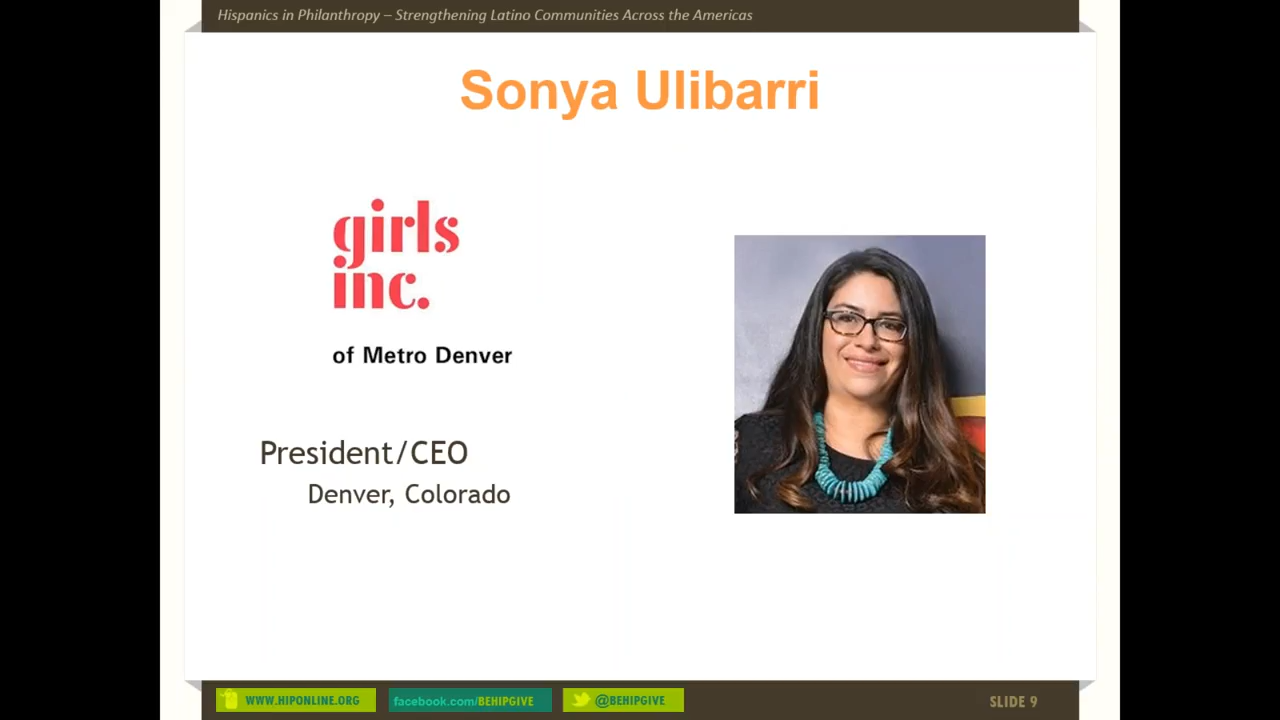 Hispanics in Philanthropy – Strengthening Latino Communities Across the Americas
Sonya Ulibarri
girls
inc.
of Metro Denver
President/CEO
Denver, Colorado
WWW.HIPONLINE.ORG
facebook.com/BEHIPGIVE
@BEHIPGIVE
SLIDE 9